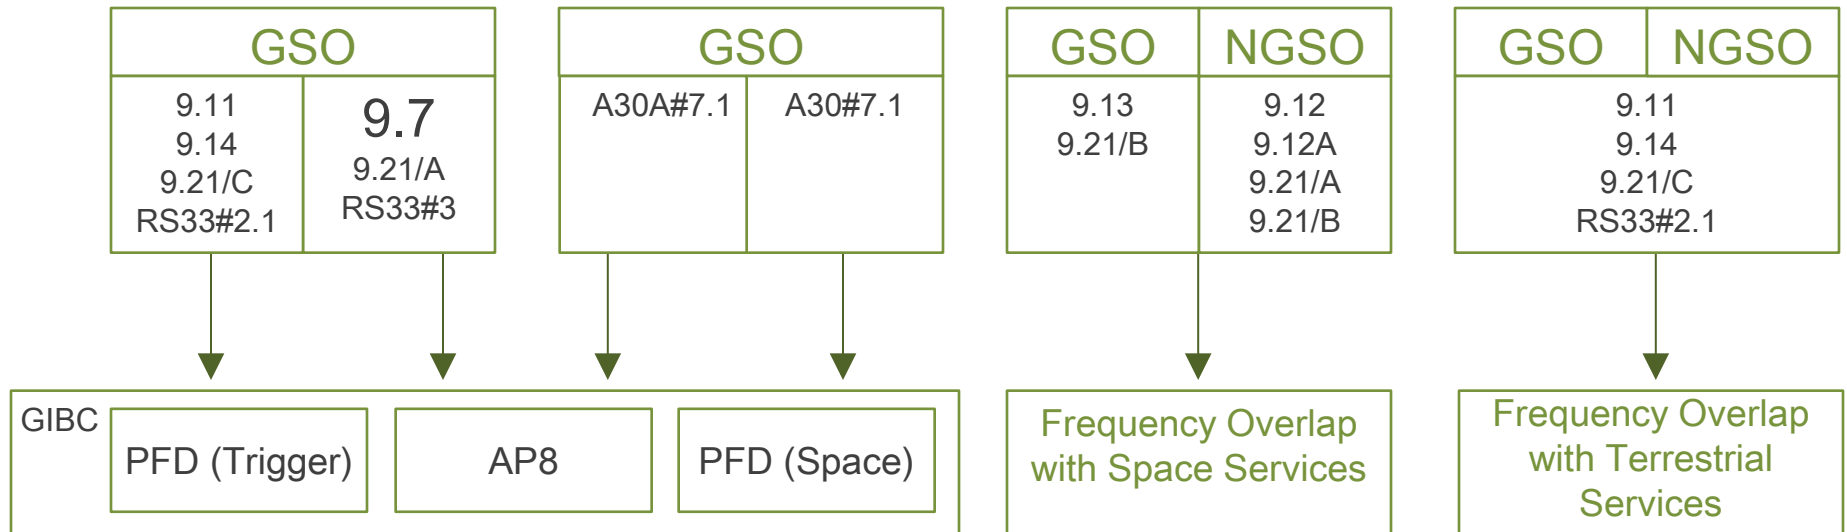 GSO
9.11
9.14
9.21/C
RS33#2.1
9.7
9.21/A
RS33#3
GSO
A30A#7.1
A30#7.1
GSO
NGSO
9.13
9.21/B
9.12
9.12A
9.21/A
9.21/B
GSO
NGSO
9.11
9.14
9.21/C
RS33#2.1
GIBC
PFD (Trigger)
AP8
PFD (Space)
Frequency Overlap
with Space Services
Frequency Overlap
with Terrestrial
Services